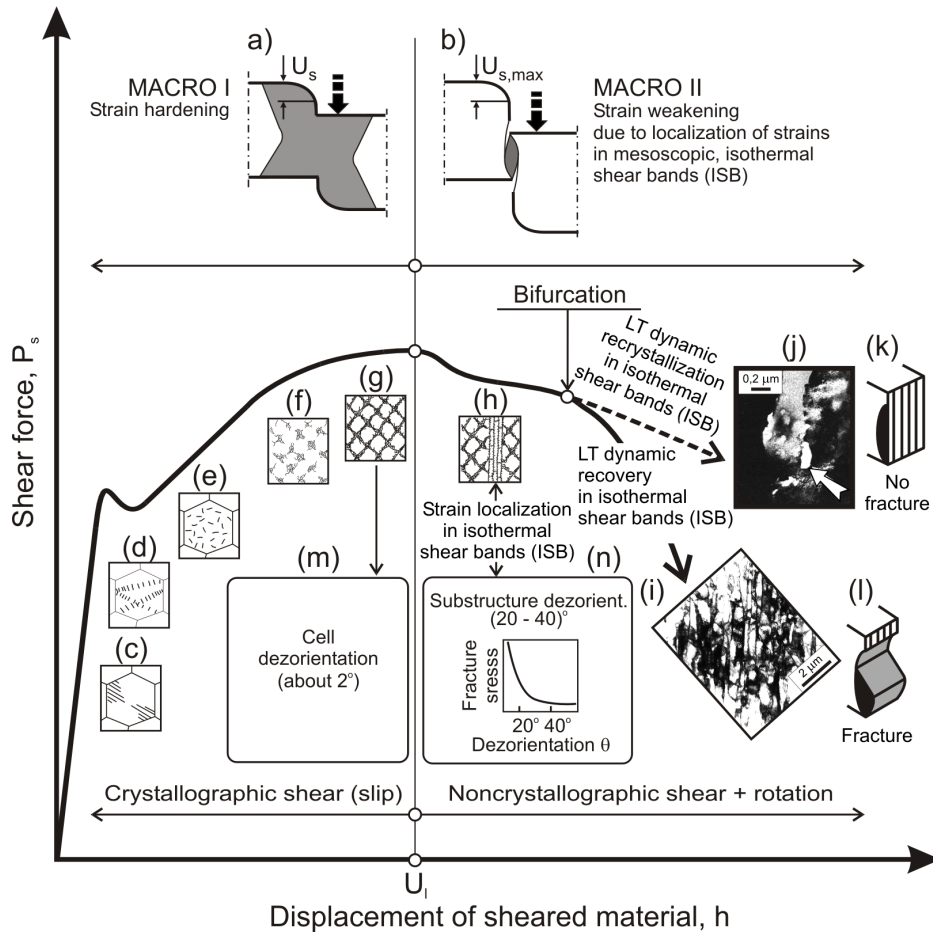 a)
U_s
MACRO I
Strain hardening
b)
U_s,max
MACRO II
Strain weakening
due to localization of strains
in mesoscopic, isothermal
shear bands (ISB)
Bifurcation
LT dynamic
recrystallization
in isothermal
shear bands (ISB)
(j)
0,2 µm
(k)
No
fracture
(g)
(f)
(h)
(e)
(d)
(c)
LT dynamic
recovery
in isothermal
shear bands (ISB)
Strain localization
in isothermal
shear bands (ISB)
(m)
Cell
dezorientation
(about 2°)
(n)
Substructure dezorient.
(20 - 40)°
Fracture
sresss
20° 40°
Dezorientation θ
(i)
2 µm
(l)
Fracture
Crystallographic shear (slip)
Noncrystallographic shear + rotation
Shear force, P_s
U_l
Displacement of sheared material, h